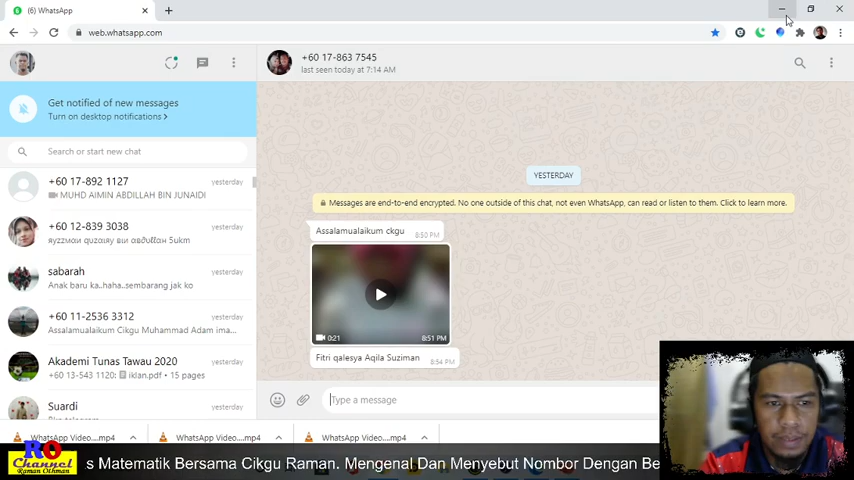 (6) WhatsApp
web.whatsapp.com
+60 17-863 7545
last seen today at 7:14 AM
Get notified of new messages
Turn on desktop notifications >
Search or start new chat
+60 17-892 1127
yesterday
MUHD AIMIN ABDILLAH BIN JUNAIDI
+60 12-839 3038
yesterday
sabarah
yesterday
Anak baru ka..haha..sembarang jak ko
+60 11-2536 3312
yesterday
Assalamualaikum Cikgu Muhammad Adam ima...
Akademi Tunas Tawau 2020
yesterday
+60 13-543 1120: iklan.pdf • 15 pages
Suardi
yesterday
YESTERDAY
Messages are end-to-end encrypted. No one outside of this chat, not even WhatsApp, can read or listen to them. Click to learn more.
Assalamualaikum ckgu
8:50 PM
0:21
8:51 PM
Fitri qalesya Aqila Suziman
8:54 PM
Type a message
WhatsApp Video....mp4
WhatsApp Video....mp4
WhatsApp Video....mp4
RO
Channel
Raman Othman
s Matematik Bersama Cikgu Raman. Mengenal Dan Menyebut Nombor Dengan Be